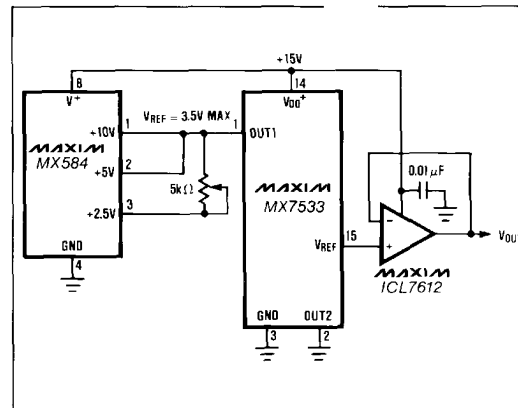 +15V
8
V+
14
VDD+
MAXIM
MX584
+10V
1
VREF = 3.5V MAX
1
OUT1
+5V
2
5kΩ
+2.5V
3
GND
4
MAXIM
MX7533
VREF
15
GND
3
OUT2
2
0.01µF
−
+
MAXIM
ICL7612